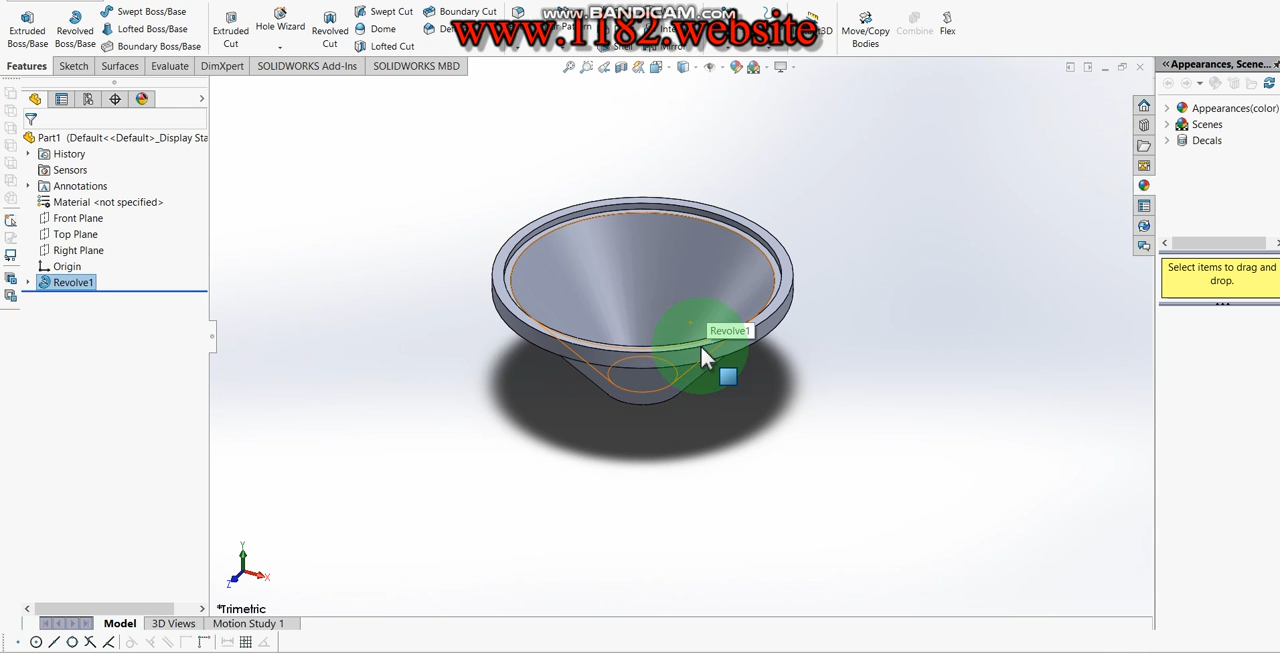 www.BANDICAM.com
www.1182.website
Extruded Boss/Base
Revolved Boss/Base
Swept Boss/Base
Lofted Boss/Base
Boundary Boss/Base
Extruded Cut
Hole Wizard
Revolved Cut
Swept Cut
Dome
Lofted Cut
Boundary Cut
Move/Copy Bodies
Combine
Flex
Features
Sketch
Surfaces
Evaluate
DimXpert
SOLIDWORKS Add-Ins
SOLIDWORKS MBD
Appearances, Scene...
Part1 (Default<<Default>_Display Sta
History
Sensors
Annotations
Material <not specified>
Front Plane
Top Plane
Right Plane
Origin
Revolve1
Revolve1
Appearances(color)
Scenes
Decals
Select items to drag and drop.
Y
X
Z
*Trimetric
Model
3D Views
Motion Study 1